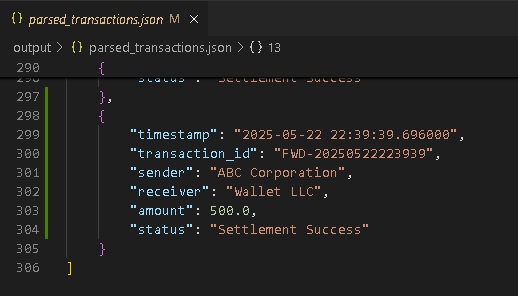 {} parsed_transactions.json M ×
output > {} parsed_transactions.json > {} 13
290 {
296 "status": "Settlement Success"
297 },
298 {
299 "timestamp": "2025-05-22 22:39:39.696000",
300 "transaction_id": "FWD-20250522223939",
301 "sender": "ABC Corporation",
302 "receiver": "Wallet LLC",
303 "amount": 500.0,
304 "status": "Settlement Success"
305 }
306 ]